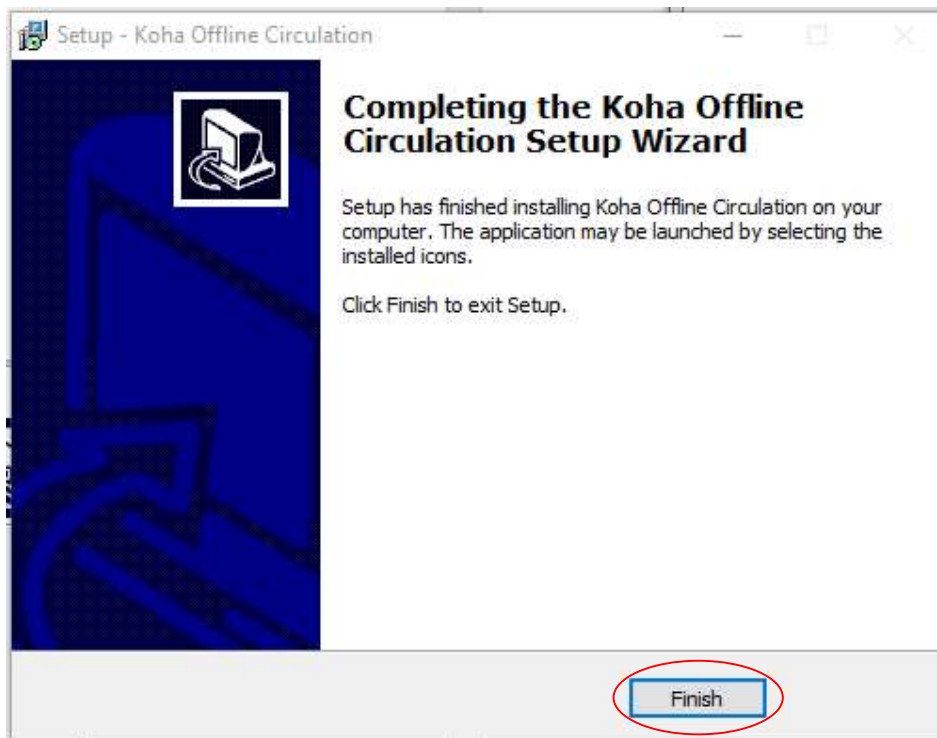 Setup - Koha Offline Circulation
Completing the Koha Offline
Circulation Setup Wizard
Setup has finished installing Koha Offline Circulation on your
computer. The application may be launched by selecting the
installed icons.
Click Finish to exit Setup.
Finish